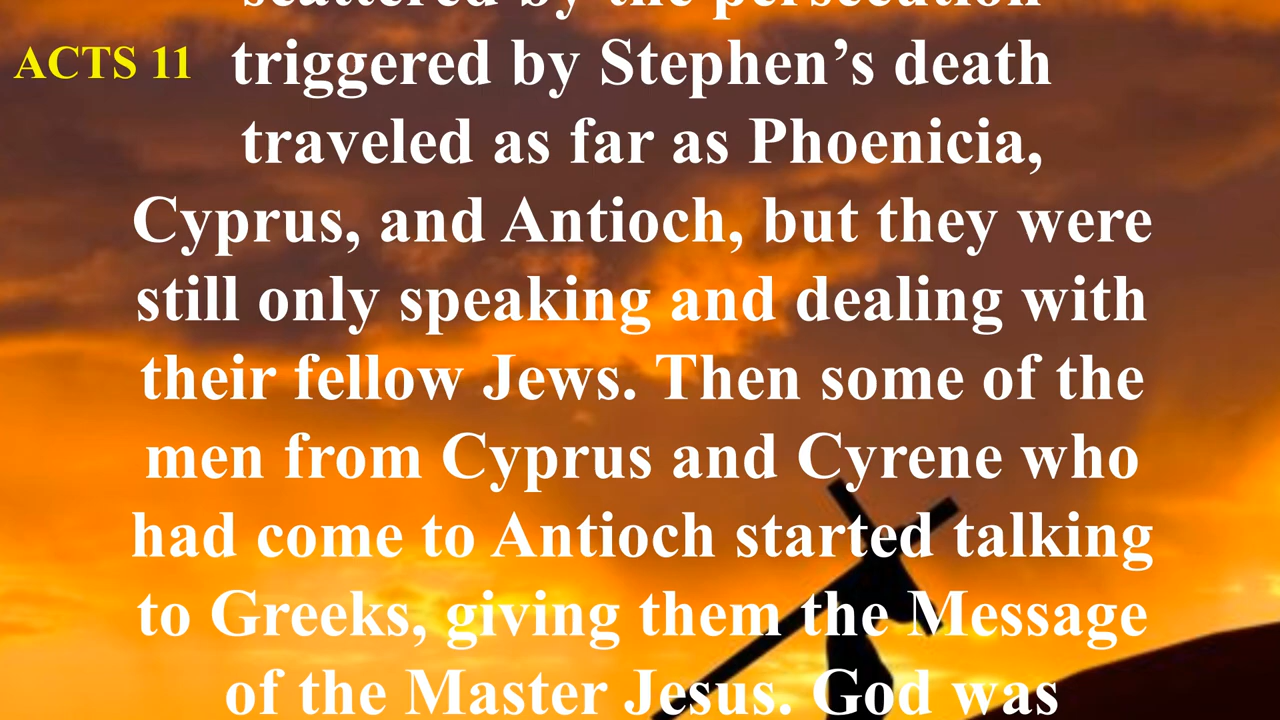 scattered by the persecution
ACTS 11
triggered by Stephen’s death
traveled as far as Phoenicia,
Cyprus, and Antioch, but they were
still only speaking and dealing with
their fellow Jews. Then some of the
men from Cyprus and Cyrene who
had come to Antioch started talking
to Greeks, giving them the Message
of the Master Jesus. God was